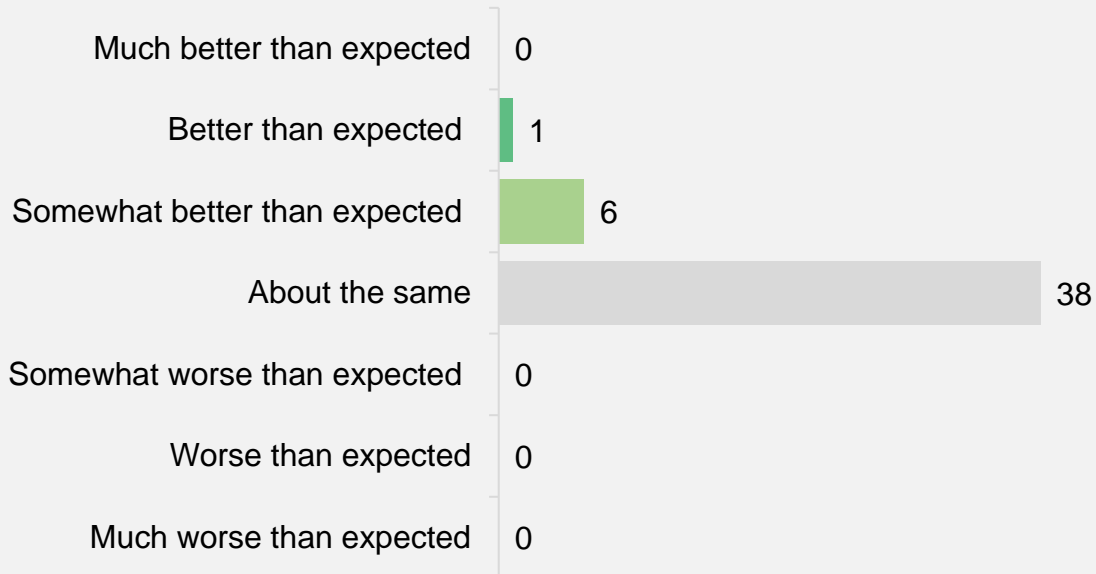 Much better than expected 0
Better than expected 1
Somewhat better than expected 6
About the same 38
Somewhat worse than expected 0
Worse than expected 0
Much worse than expected 0